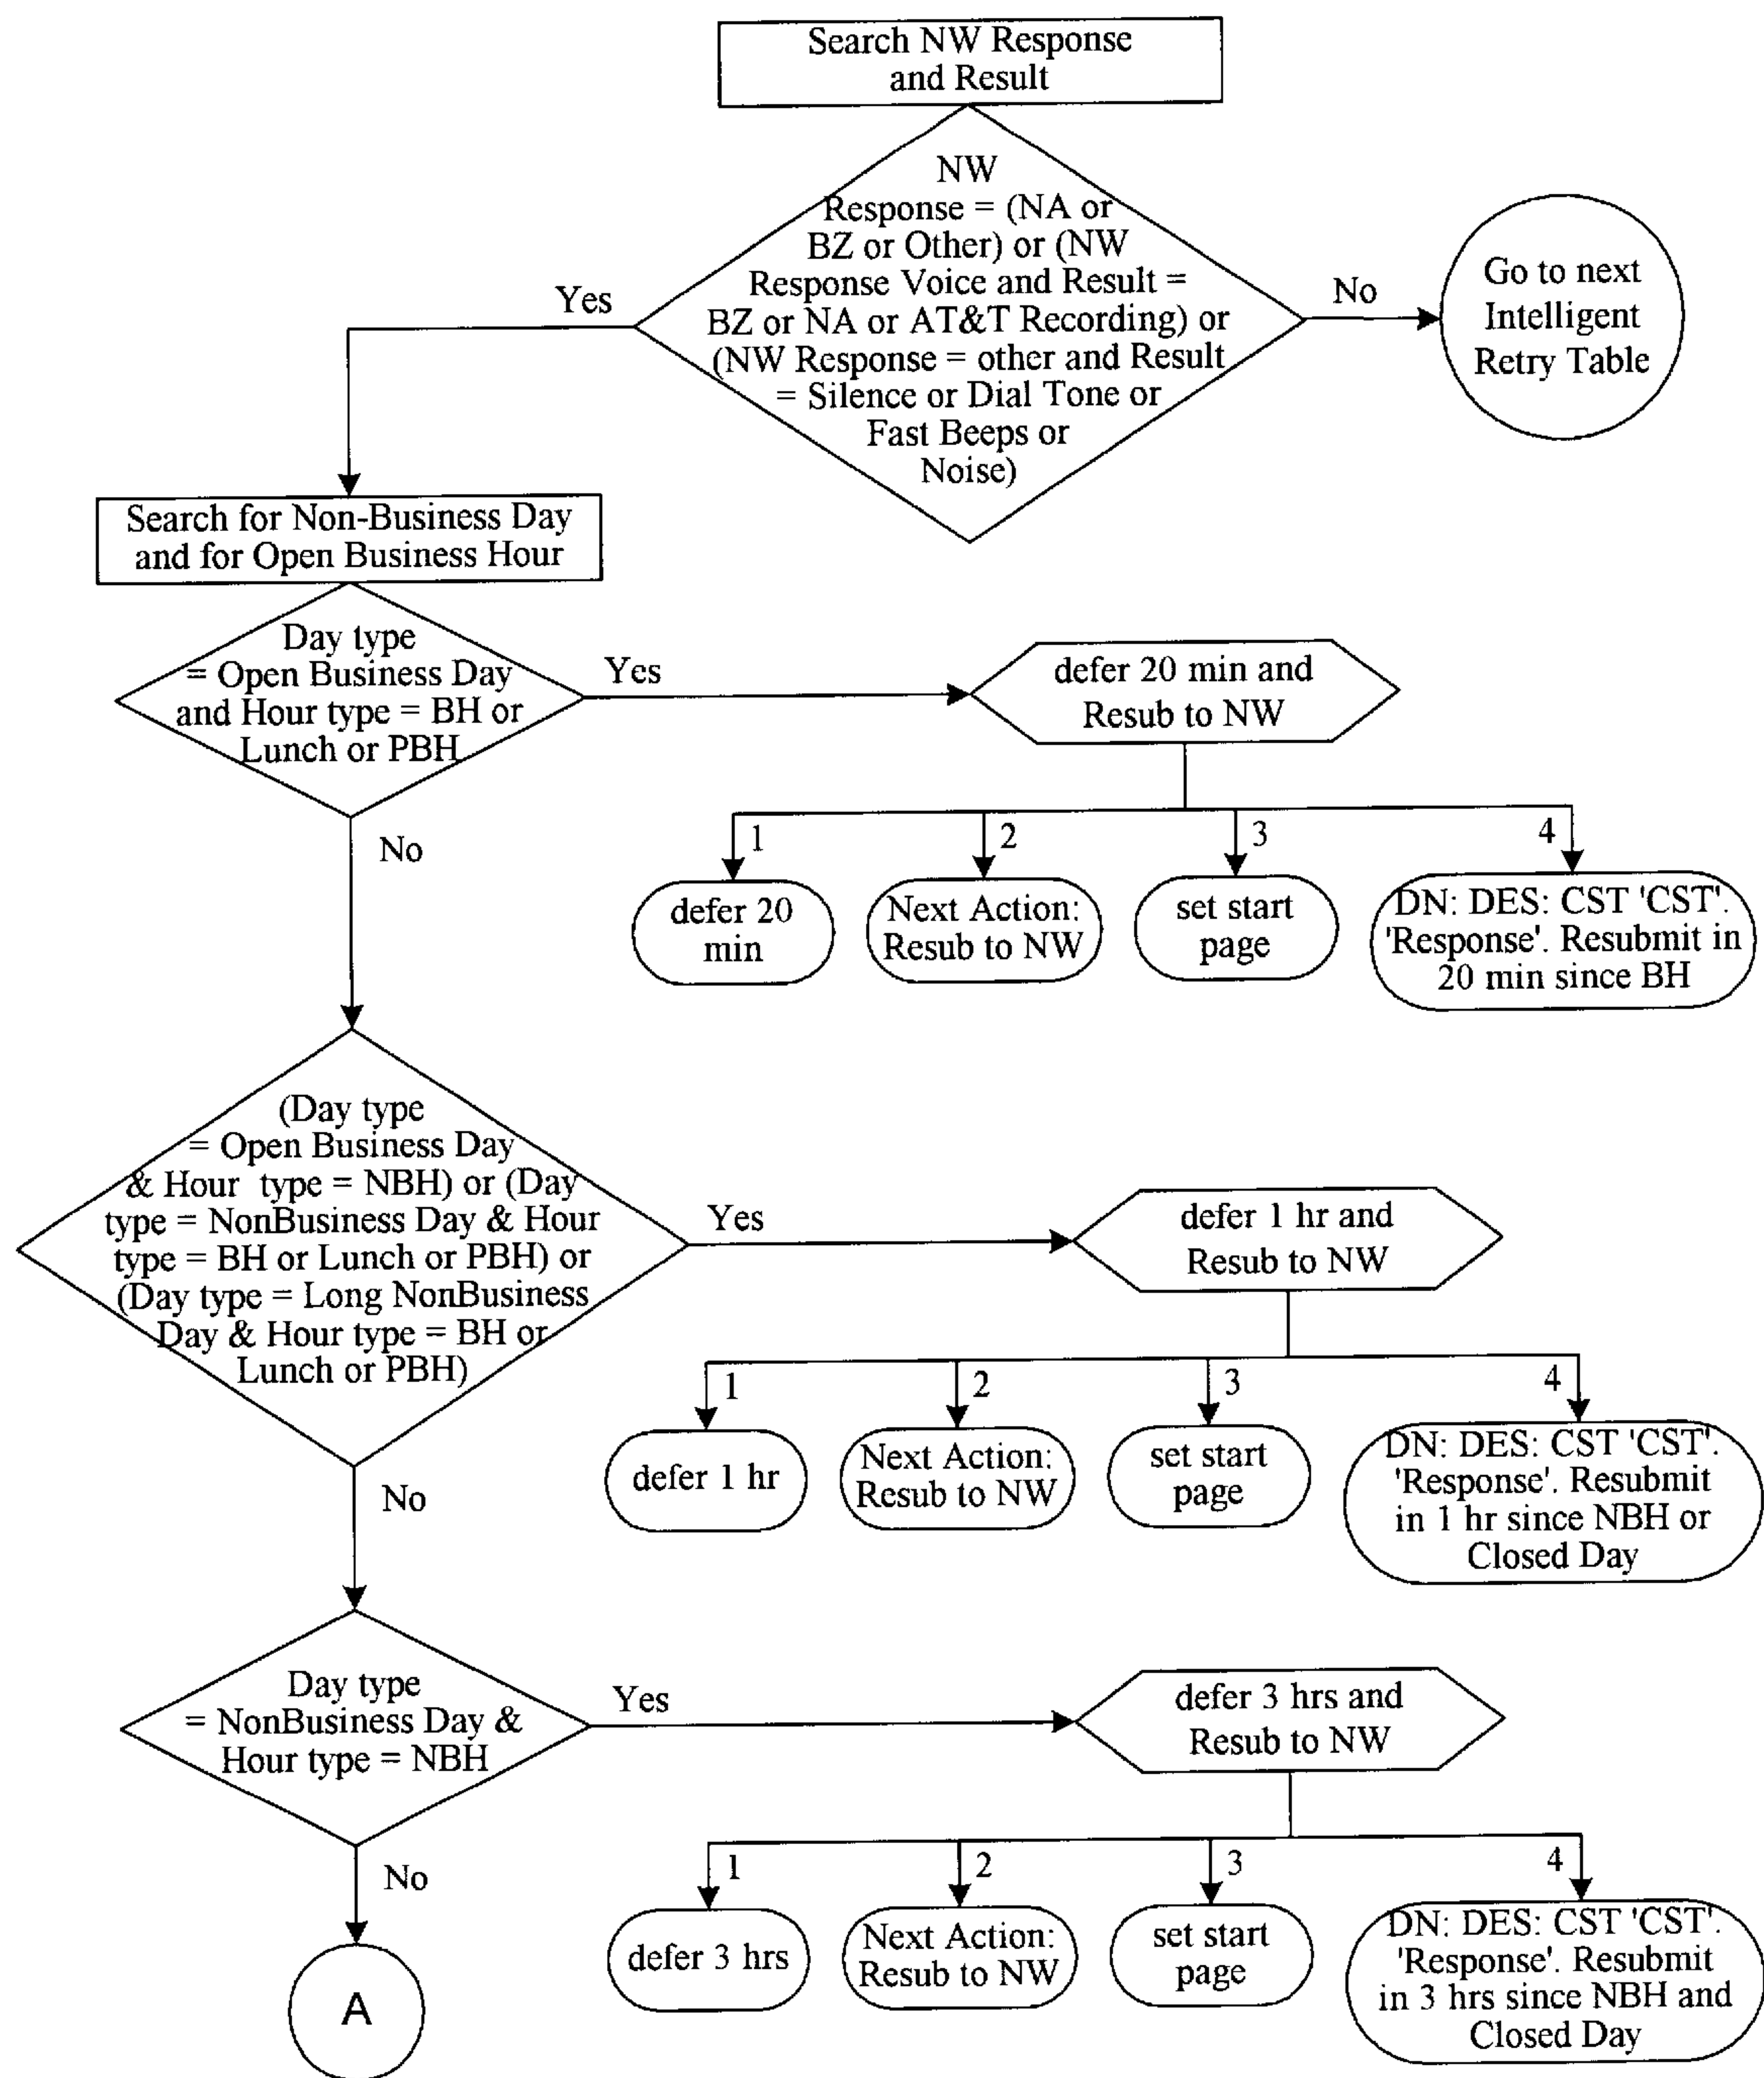 Search NW Response
and Result
NW
Response = (NA or
BZ or Other) or (NW
Response Voice and Result =
BZ or NA or AT&T Recording) or
(NW Response = other and Result
= Silence or Dial Tone or
Fast Beeps or
Noise)
Yes
No
Go to next
Intelligent
Retry Table
Search for Non-Business Day
and for Open Business Hour
Day type
= Open Business Day
and Hour type = BH or
Lunch or PBH
Yes
defer 20 min and
Resub to NW
No
1
2
3
4
defer 20
min
Next Action:
Resub to NW
set start
page
DN: DES: CST 'CST'.
'Response'. Resubmit in
20 min since BH
(Day type
= Open Business Day
& Hour type = NBH) or (Day
type = NonBusiness Day & Hour
type = BH or Lunch or PBH) or
(Day type = Long NonBusiness
Day & Hour type = BH or
Lunch or PBH)
Yes
defer 1 hr and
Resub to NW
No
1
2
3
4
defer 1 hr
Next Action:
Resub to NW
set start
page
DN: DES: CST 'CST'.
'Response'. Resubmit
in 1 hr since NBH or
Closed Day
Day type
= NonBusiness Day &
Hour type = NBH
Yes
defer 3 hrs and
Resub to NW
No
1
2
3
4
defer 3 hrs
Next Action:
Resub to NW
set start
page
DN: DES: CST 'CST'.
'Response'. Resubmit
in 3 hrs since NBH and
Closed Day
A